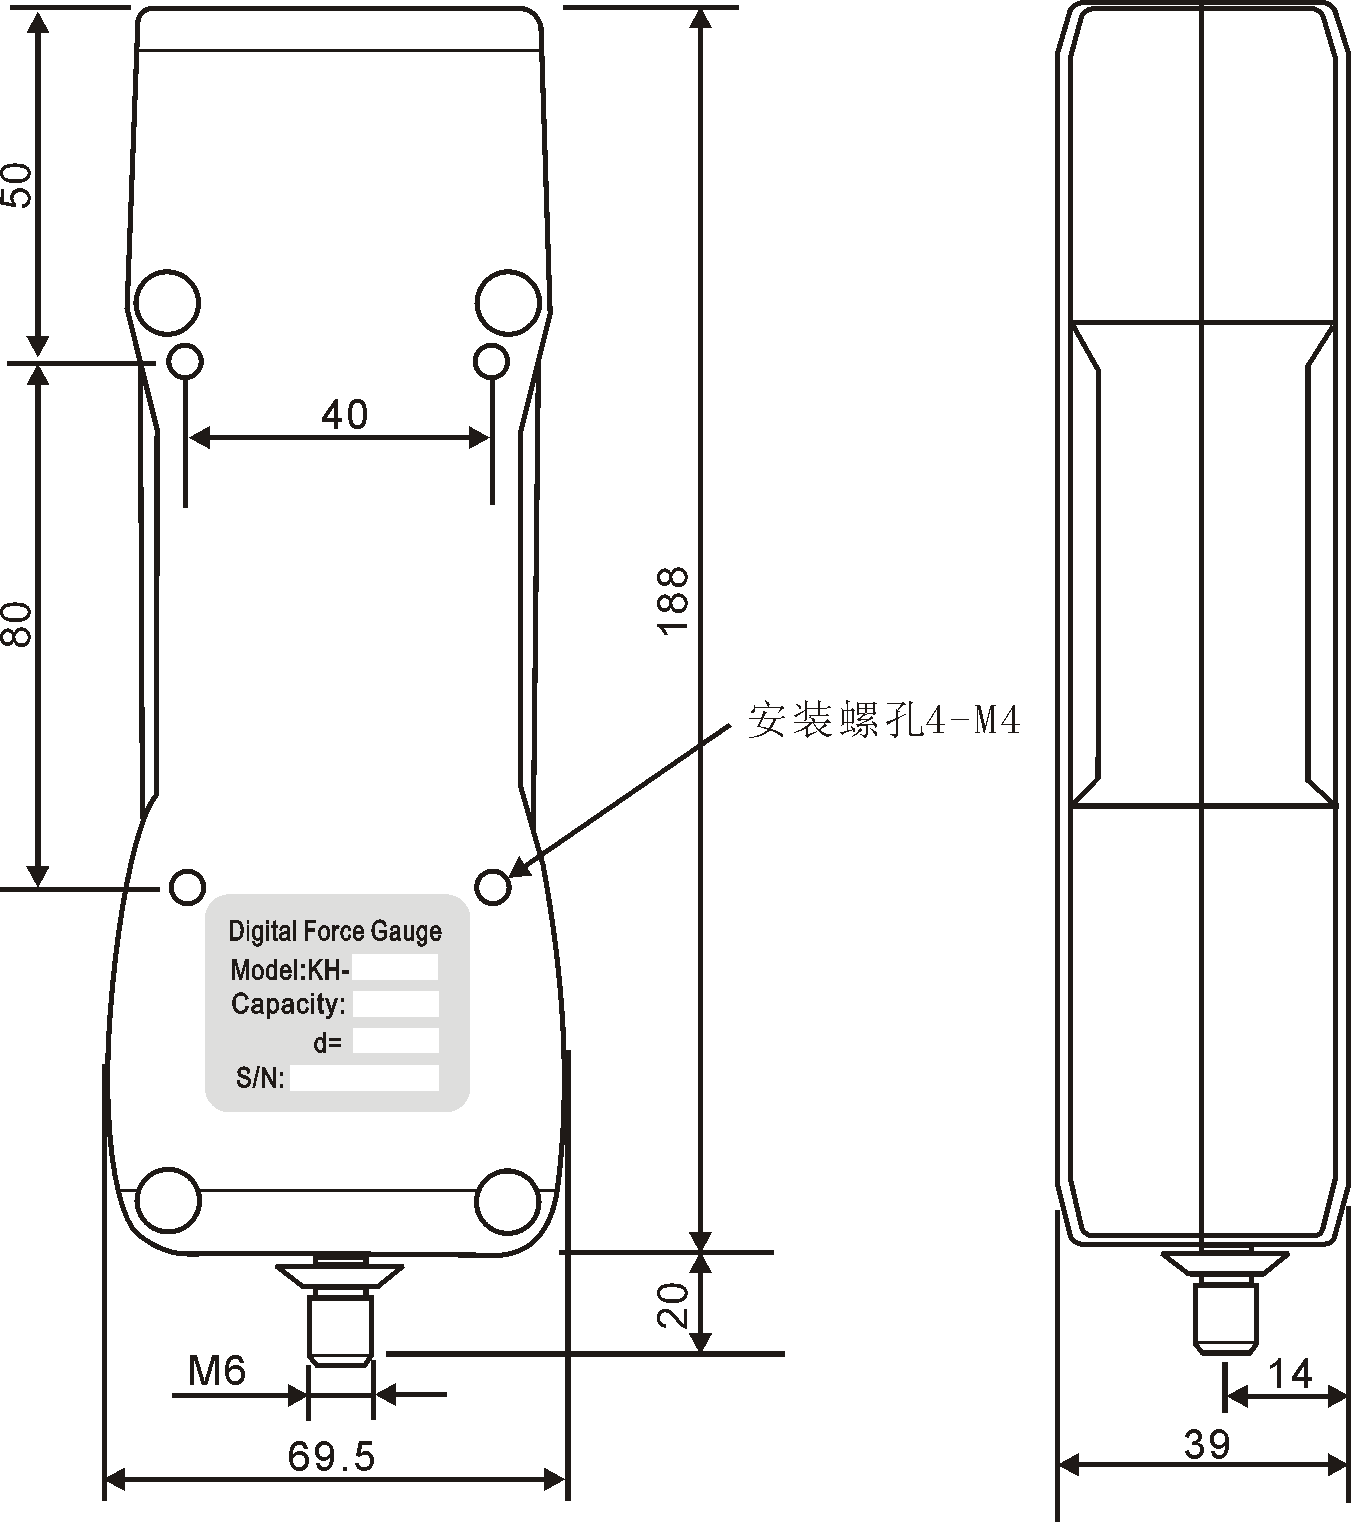 50
40
80
188
安装螺孔4-M4
Digital Force Gauge
Model:KH-
Capacity:
d=
S/N:
20
M6
14
69.5
39